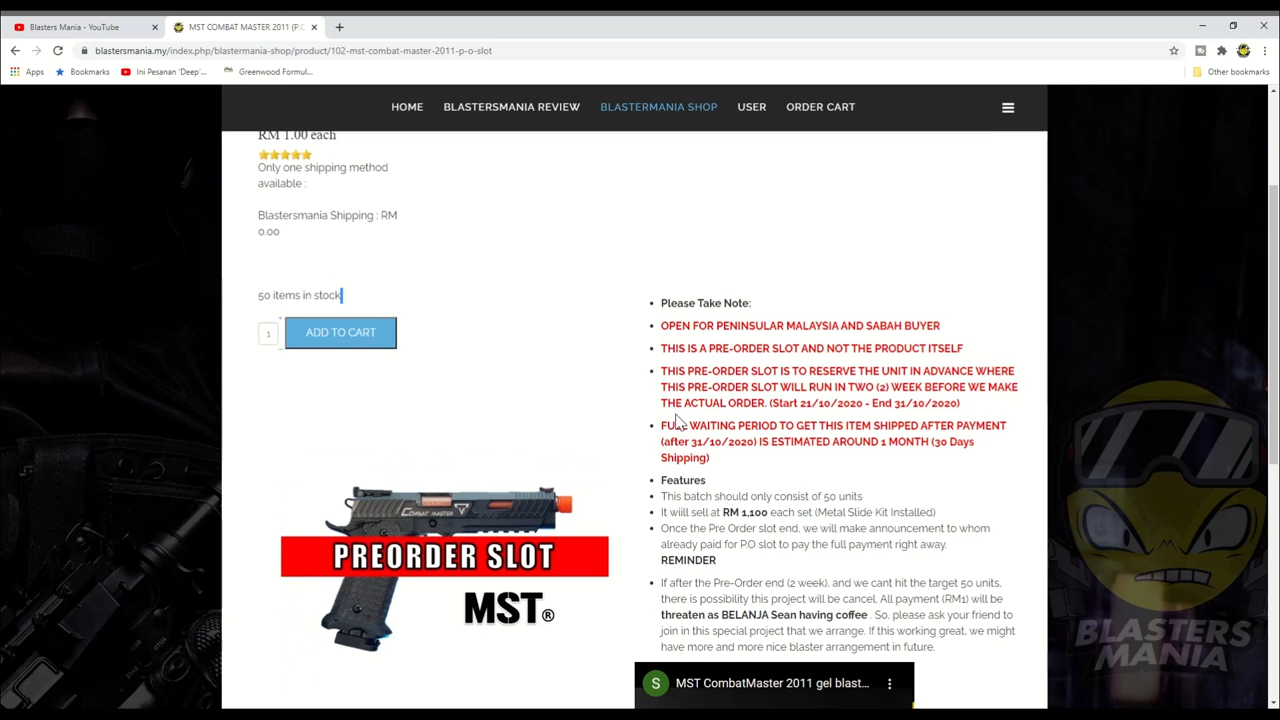 Blasters Mania - YouTube
MST COMBAT MASTER 2011 (P.O
blastersmania.my/index.php/blastermania-shop/product/102-mst-combat-master-2011-p-o-slot
Apps
Bookmarks
Ini Pesanan 'Deep'...
Greenwood Formul...
Other bookmarks
HOME
BLASTERSMANIA REVIEW
BLASTERMANIA SHOP
USER
ORDER CART
RM 1.00 each
Only one shipping method
available :
Blastersmania Shipping : RM
0.00
50 items in stock
1
ADD TO CART
Please Take Note:
OPEN FOR PENINSULAR MALAYSIA AND SABAH BUYER
THIS IS A PRE-ORDER SLOT AND NOT THE PRODUCT ITSELF
THIS PRE-ORDER SLOT IS TO RESERVE THE UNIT IN ADVANCE WHERE
THIS PRE-ORDER SLOT WILL RUN IN TWO (2) WEEK BEFORE WE MAKE
THE ACTUAL ORDER. (Start 21/10/2020 - End 31/10/2020)
FULL WAITING PERIOD TO GET THIS ITEM SHIPPED AFTER PAYMENT
(after 31/10/2020) IS ESTIMATED AROUND 1 MONTH (30 Days
Shipping)
Features
This batch should only consist of 50 units
It wiill sell at RM 1,100 each set (Metal Slide Kit Installed)
Once the Pre Order slot end, we will make announcement to whom
already paid for P.O slot to pay the full payment right away.
REMINDER
If after the Pre-Order end (2 week), and we cant hit the target 50 units,
there is possibility this project will be cancel. All payment (RM1) will be
threaten as BELANJA Sean having coffee . So, please ask your friend to
join in this special project that we arrange. If this working great, we might
have more and more nice blaster arrangement in future.
COMBAT MASTER
PREORDER SLOT
MST®
S
MST CombatMaster 2011 gel blast...
BLASTERS
MANIA